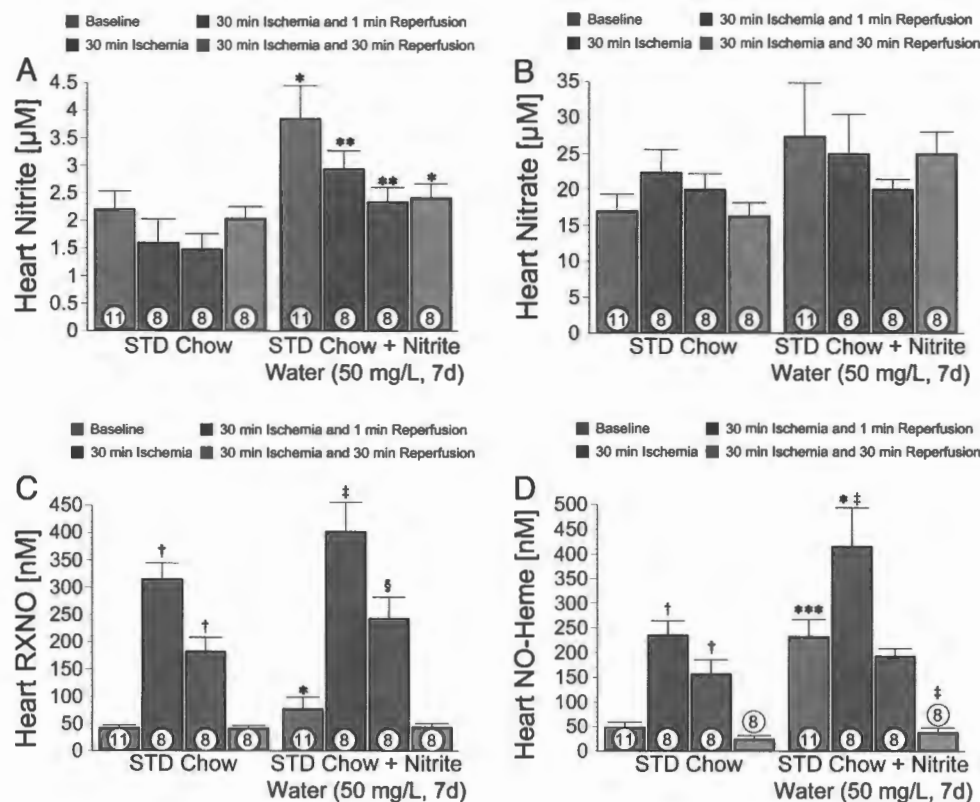 Baseline 30 min Ischemia and 1 min Reperfusion
30 min Ischemia 30 min Ischemia and 30 min Reperfusion
A
Heart Nitrite [µM]
4.5
4
3.5
3
2.5
2
1.5
1
0.5
0
* ** ** *
11 8 8 8 11 8 8 8
STD Chow STD Chow + Nitrite
Water (50 mg/L, 7d)
Baseline 30 min Ischemia and 1 min Reperfusion
30 min Ischemia 30 min Ischemia and 30 min Reperfusion
B
Heart Nitrate [µM]
35
30
25
20
15
10
5
0
11 8 8 8 11 8 8 8
STD Chow STD Chow + Nitrite
Water (50 mg/L, 7d)
Baseline 30 min Ischemia and 1 min Reperfusion
30 min Ischemia 30 min Ischemia and 30 min Reperfusion
C
Heart RXNO [nM]
450
400
350
300
250
200
150
100
50
0
† † * ‡ §
11 8 8 8 11 8 8 8
STD Chow STD Chow + Nitrite
Water (50 mg/L, 7d)
Baseline 30 min Ischemia and 1 min Reperfusion
30 min Ischemia 30 min Ischemia and 30 min Reperfusion
D
Heart NO-Heme [nM]
500
450
400
350
300
250
200
150
100
50
0
† † *** * ‡ ‡
11 8 8 8 11 8 8 8
STD Chow STD Chow + Nitrite
Water (50 mg/L, 7d)